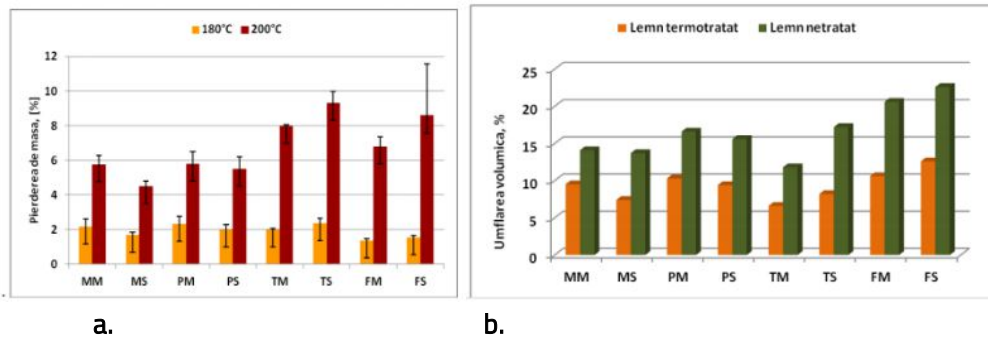 180°C 200°C
Pierderea de masa, [%]
12
10
8
6
4
2
0
MM MS PM PS TM TS FM FS
a.
Lemn termotratat Lemn netratat
Umflarea volumica, %
25
20
15
10
5
0
MM MS PM PS TM TS FM FS
b.